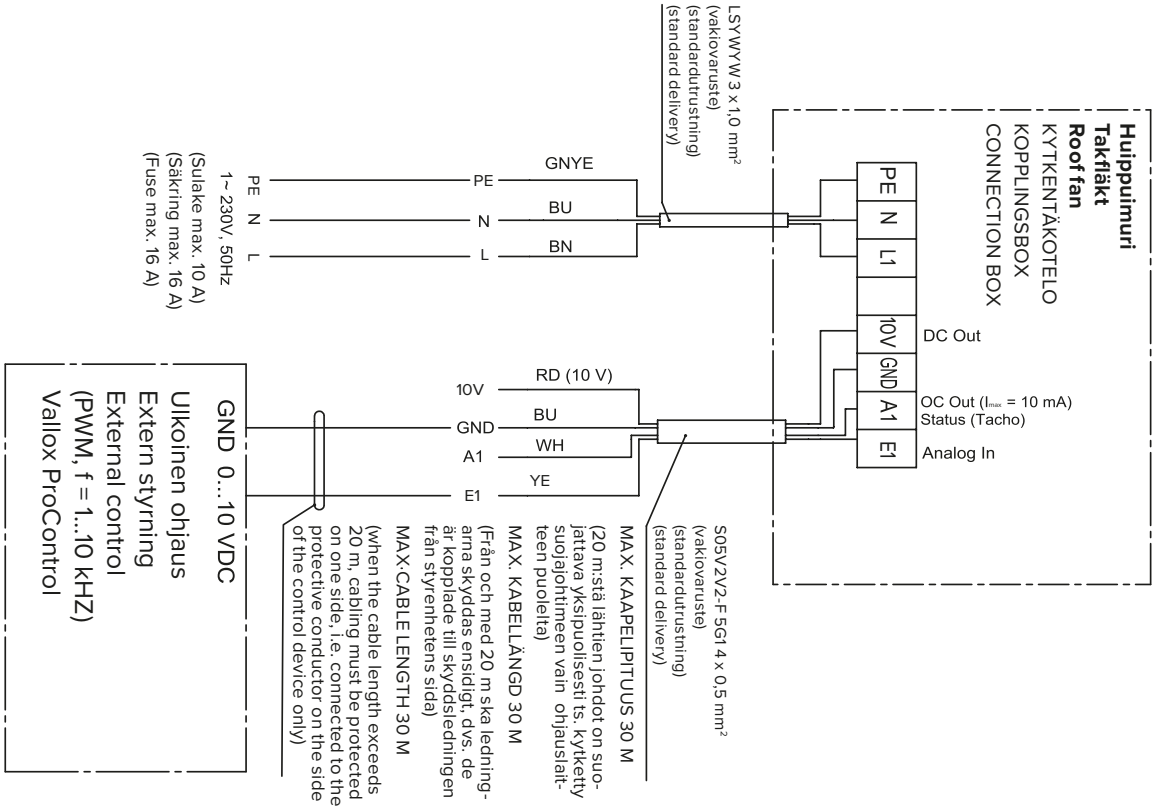 Huippuimuri
Takfläkt
Roof fan
KYTKENTÄKOTELO
KOPPLINGSBOX
CONNECTION BOX
PE
N
L1
10V
GND
A1
E1
DC Out
OC Out (Imax = 10 mA)
Status (Tacho)
Analog In
LSYWYW 3 x 1,0 mm²
(vakiovaruste)
(standardutrustning)
(standard delivery)
GNYE
BU
BN
PE
N
L
PE
N
L
1~ 230V, 50Hz
(Sulake max. 10 A)
(Säkring max. 16 A)
(Fuse max. 16 A)
RD (10 V)
BU
WH
YE
10V
GND
A1
E1
S05V2V2-F 5G1 4 x 0,5 mm²
(vakiovaruste)
(standardutrustning)
(standard delivery)
MAX. KAAPELIPITUUS 30 M
(20 m:stä lähtien johdot on suo-
jattava yksipuolisesti ts. kytketty
suojajohtimeen vain ohjauslait-
teen puolelta)
MAX. KABELLÄNGD 30 M
(Från och med 20 m ska ledning-
arna skyddas ensidigt, dvs. de
är kopplade till skyddsledningen
från styrenhetens sida)
MAX.CABLE LENGTH 30 M
(when the cable length exceeds
20 m, cabling must be protected
on one side, i.e. connected to the
protective conductor on the side
of the control device only)
GND 0... 10 VDC
Ulkoinen ohjaus
Extern styrning
External control
(PWM, f = 1...10 kHZ)
Vallox ProControl